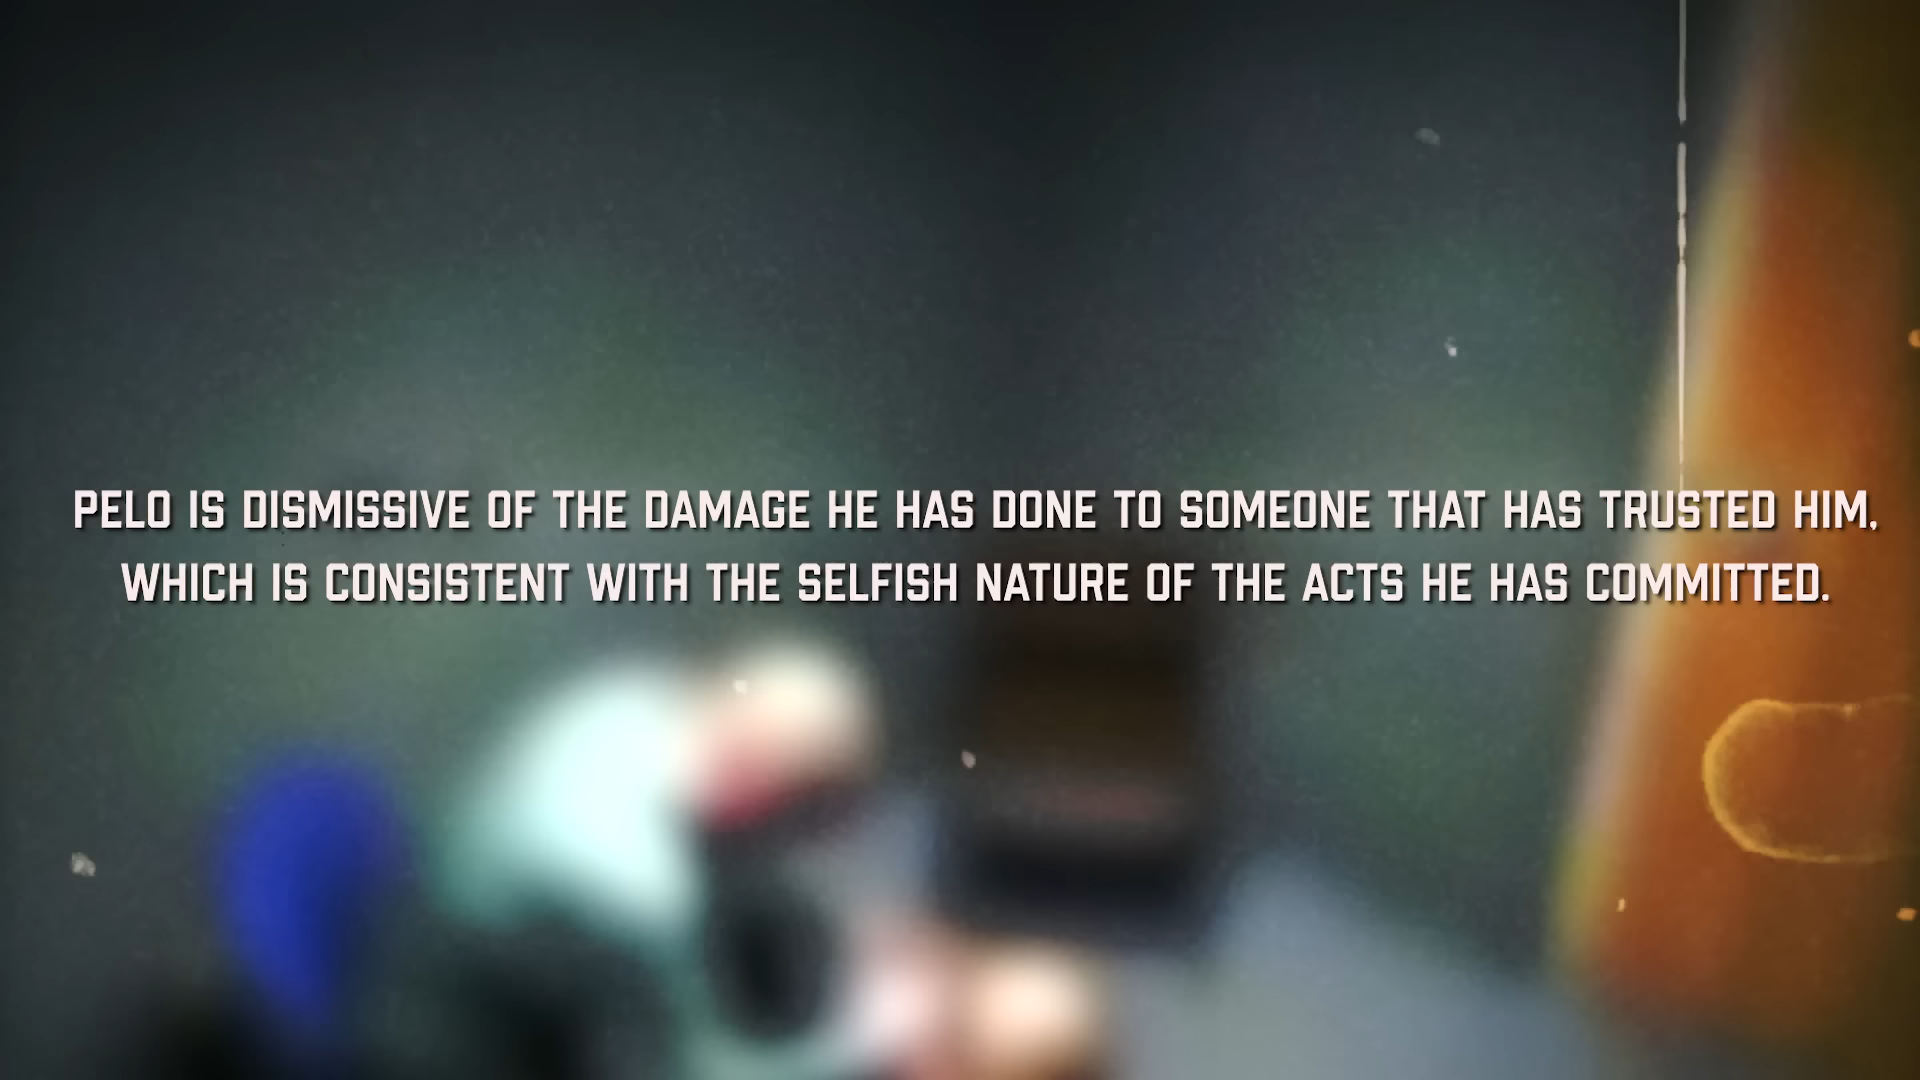 PELO IS DISMISSIVE OF THE DAMAGE HE HAS DONE TO SOMEONE THAT HAS TRUSTED HIM,
WHICH IS CONSISTENT WITH THE SELFISH NATURE OF THE ACTS HE HAS COMMITTED.